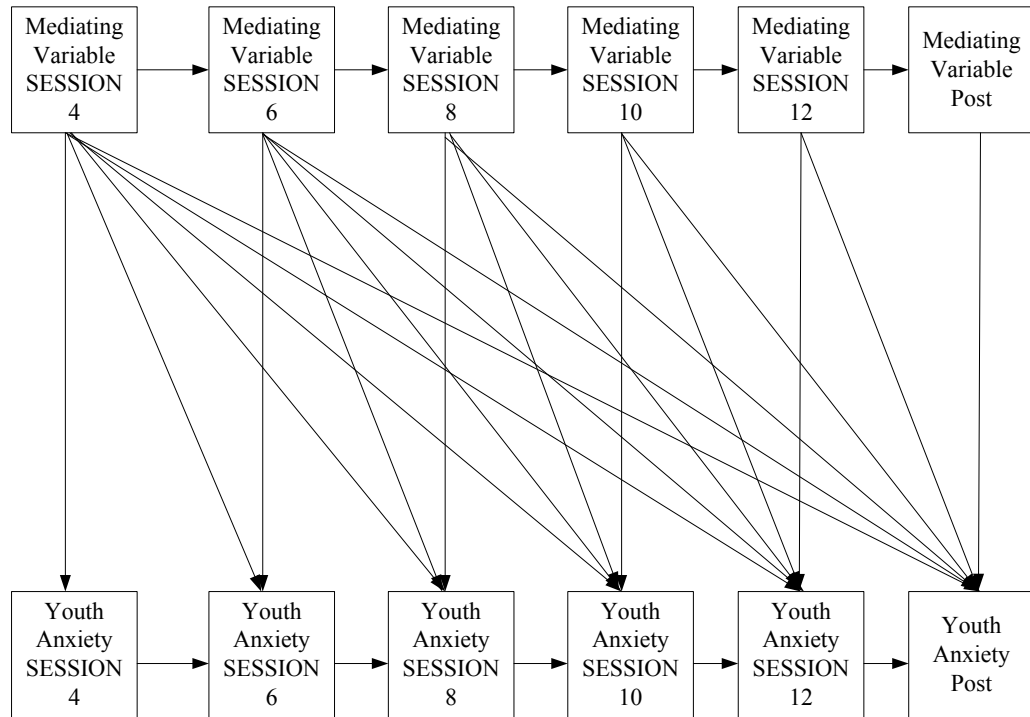 Mediating
Variable
SESSION
4
Mediating
Variable
SESSION
6
Mediating
Variable
SESSION
8
Mediating
Variable
SESSION
10
Mediating
Variable
SESSION
12
Mediating
Variable
Post
Youth
Anxiety
SESSION
4
Youth
Anxiety
SESSION
6
Youth
Anxiety
SESSION
8
Youth
Anxiety
SESSION
10
Youth
Anxiety
SESSION
12
Youth
Anxiety
Post